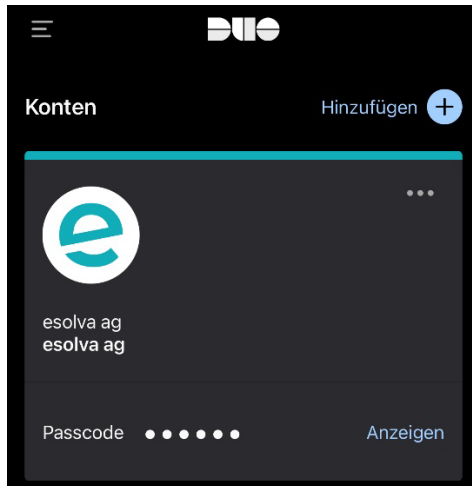 DUO
Konten
Hinzufügen +
e
esolva ag
esolva ag
Passcode ●●●●●●
Anzeigen